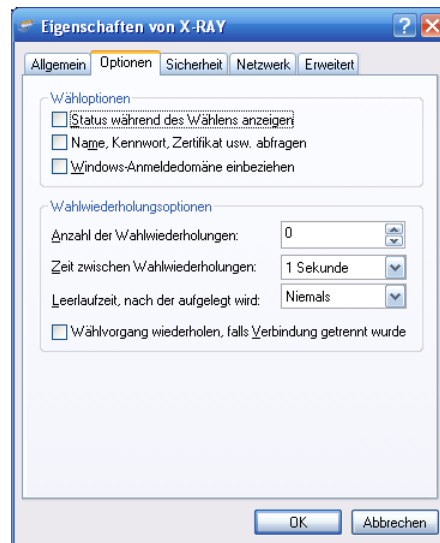 Eigenschaften von X-RAY
Allgemein Optionen Sicherheit Netzwerk Erweitert
Wähloptionen
Status während des Wählens anzeigen
Name, Kennwort, Zertifikat usw. abfragen
Windows-Anmeldedomäne einbeziehen
Wahlwiederholungsoptionen
Anzahl der Wahlwiederholungen: 0
Zeit zwischen Wahlwiederholungen: 1 Sekunde
Leerlaufzeit, nach der aufgelegt wird: Niemals
Wählvorgang wiederholen, falls Verbindung getrennt wurde
OK Abbrechen